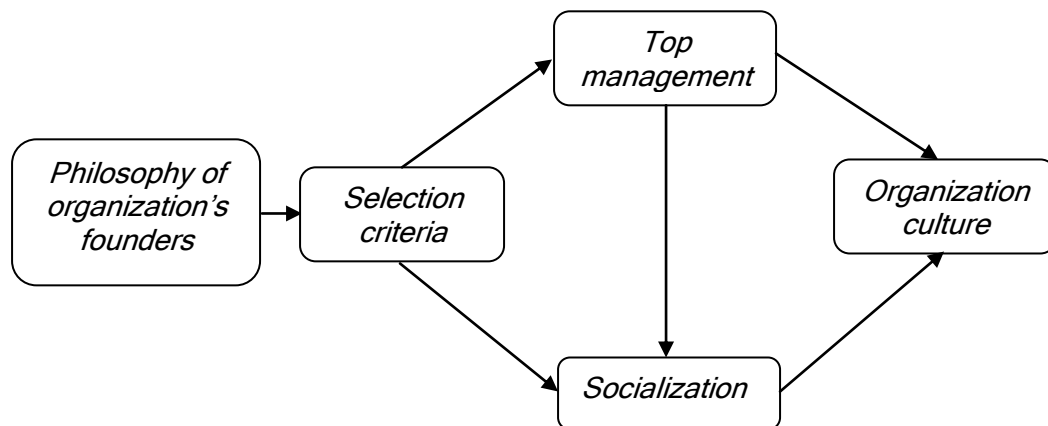 Philosophy of
organization's
founders
Selection
criteria
Top
management
Socialization
Organization
culture